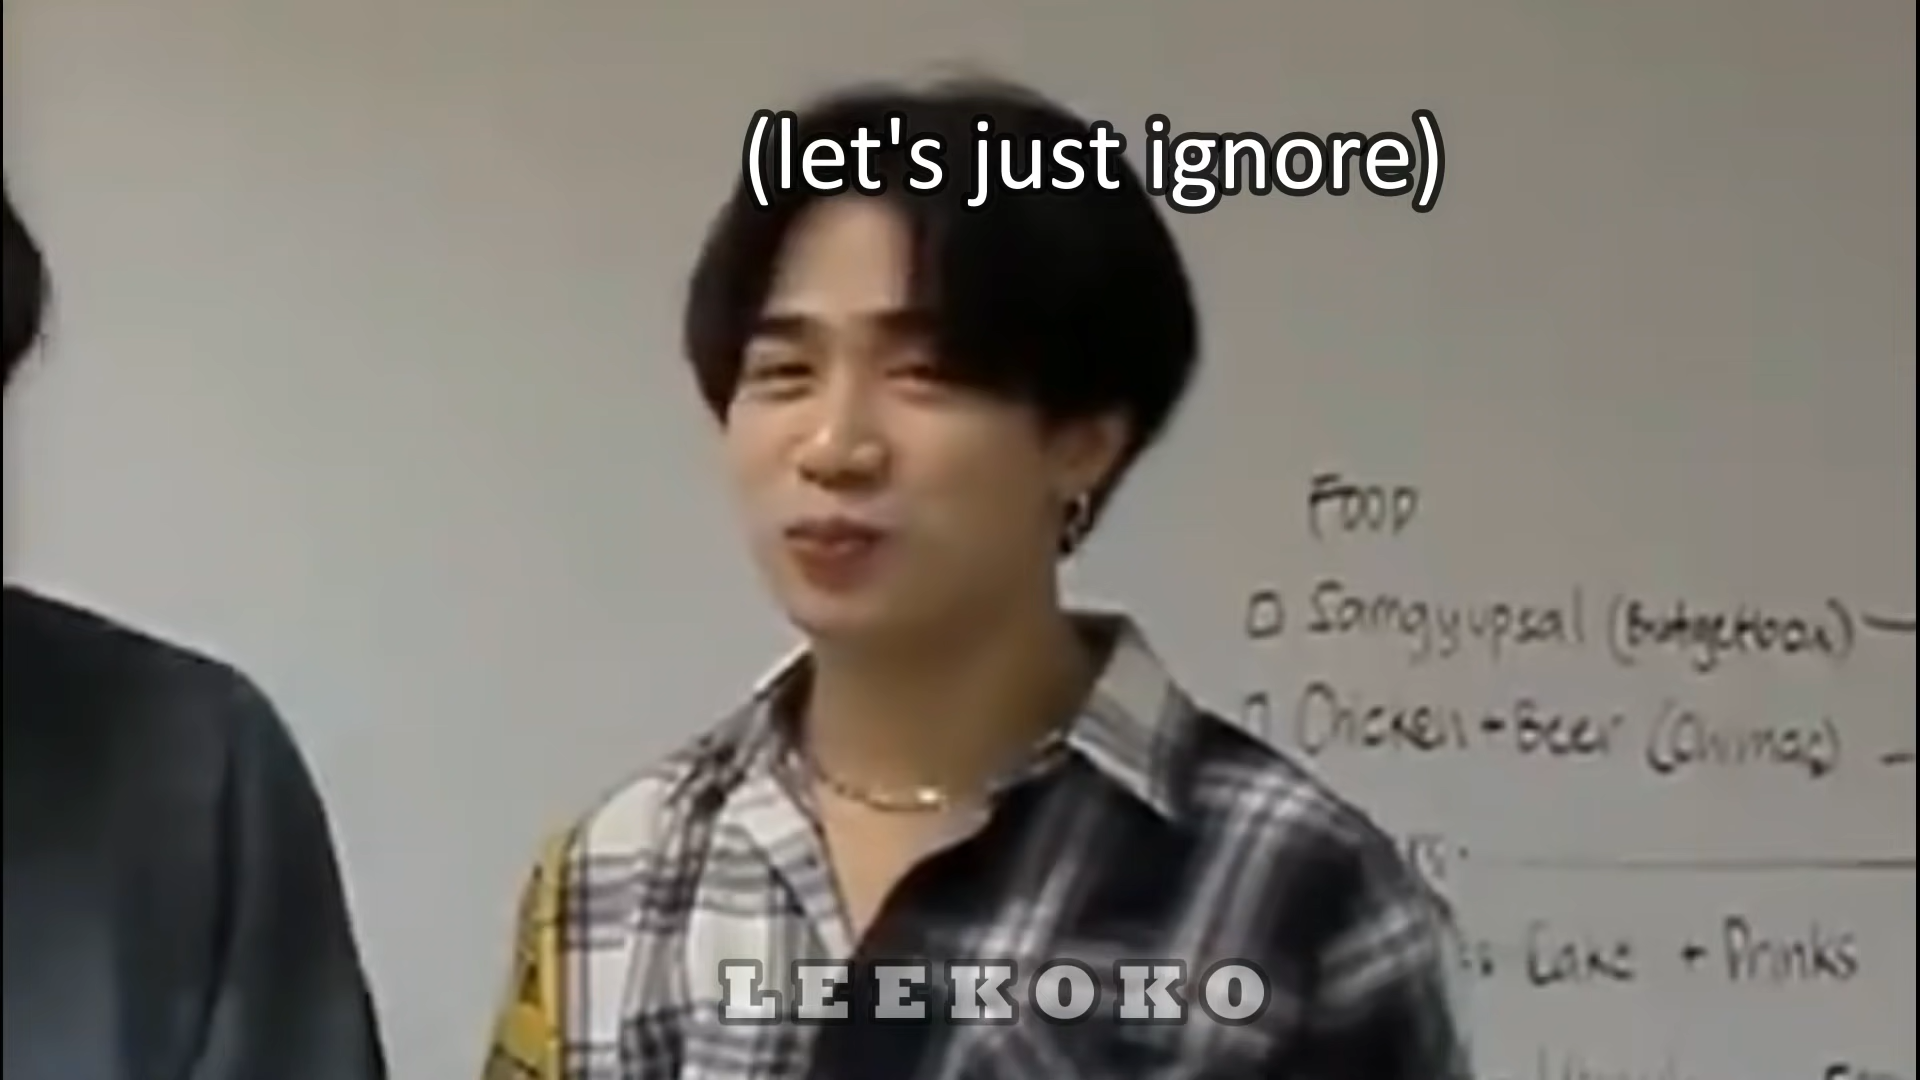 (let's just ignore)
FOOD
Samgyupsal
Chicken + Beer
Cake + Drinks
LEEKOKO